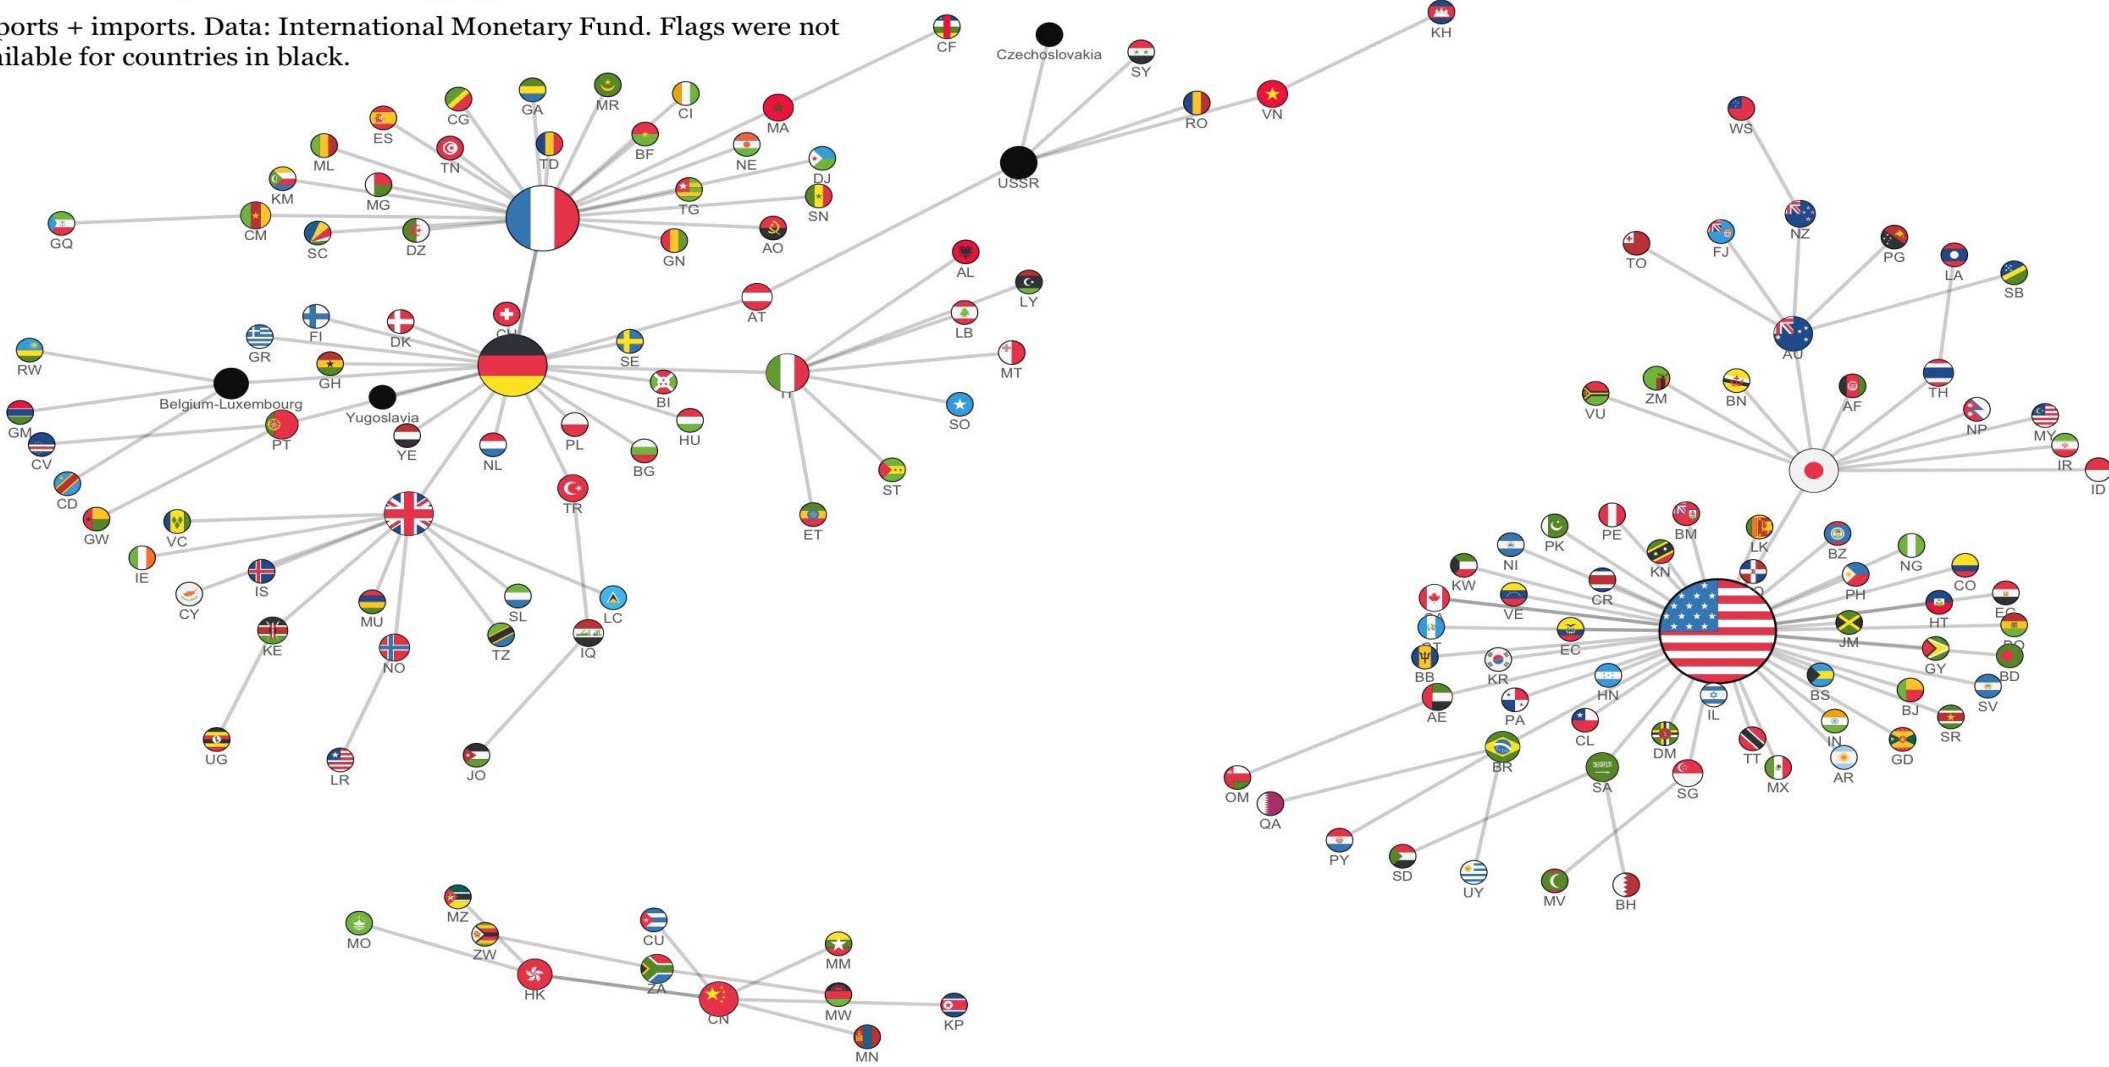 ports + imports. Data: International Monetary Fund. Flags were not
ilable for countries in black.
CF
Czechoslovakia
SY
KH
RO
VN
USSR
GA
MR
CI
CG
ES
MA
ML
TN
TD
BF
NE
DJ
KM
MG
TG
SN
GQ
CM
SC
DZ
GN
AO
WS
NZ
TO
FJ
PG
LA
SB
AU
AL
LY
LB
MT
AT
SO
ST
ET
FI
GR
DK
SE
RW
GH
BI
Belgium-Luxembourg
Yugoslavia
GM
CV
PT
CD
GW
YE
NL
PL
HU
BG
TR
VU
ZM
BN
AF
TH
NP
MY
IR
ID
VC
IE
CY
IS
MU
KE
NO
SL
TZ
LC
IQ
UG
LR
JO
PK
PE
BM
LK
BZ
NG
NI
KN
KW
CR
PH
CO
VE
HT
EC
JM
BB
KR
GY
BD
AE
PA
HN
IL
BS
BJ
SV
CL
DM
TT
IN
SR
GD
BR
SA
SG
MX
AR
OM
QA
PY
SD
UY
MV
BH
MZ
MO
ZW
CU
MM
HK
ZA
CN
MW
KP
MN